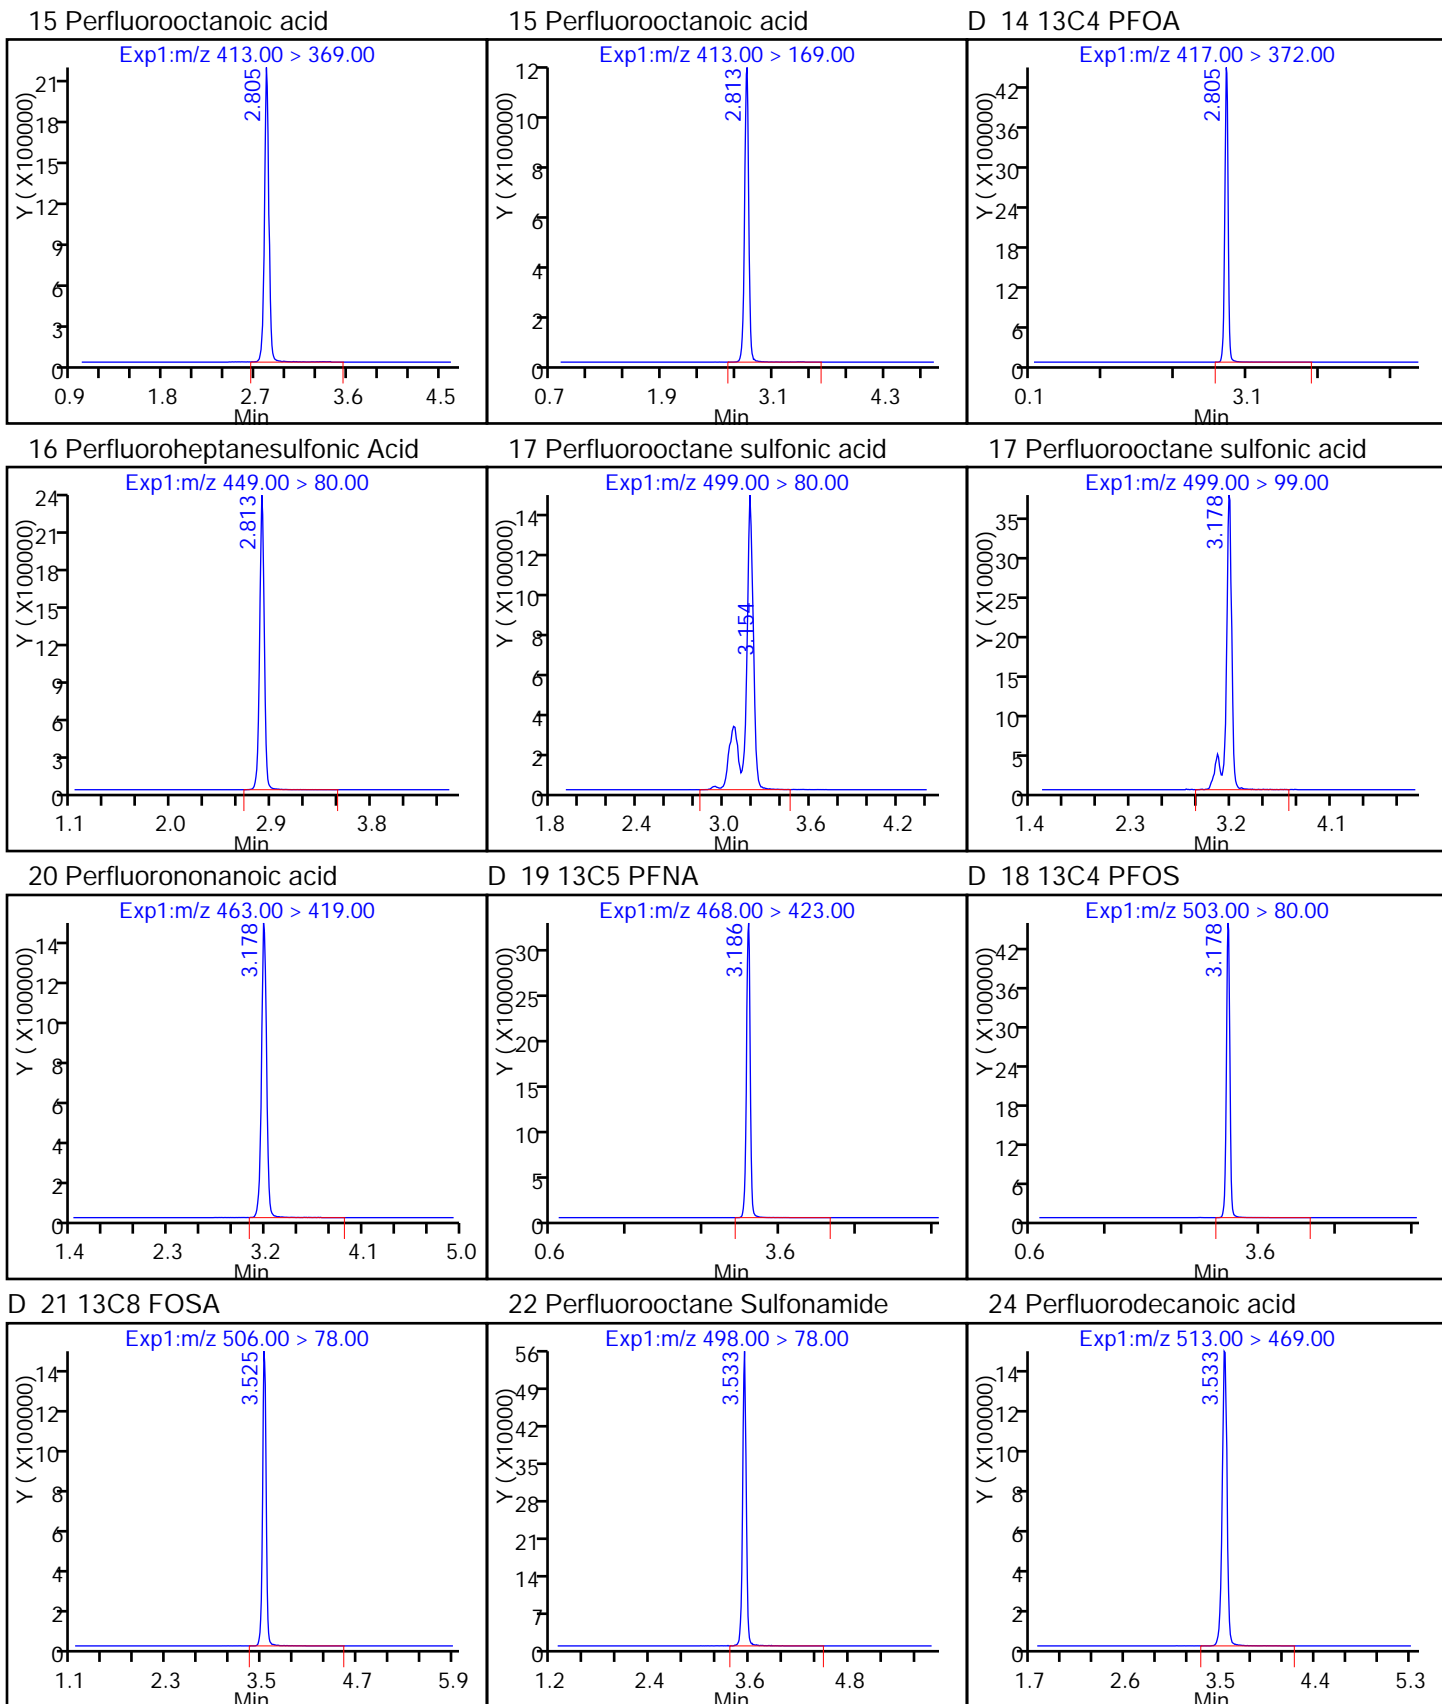 15 Perfluorooctanoic acid
Exp1:m/z 413.00 > 369.00
2.805
Y ( X100000)
21
18
15
12
9
6
3
0
0.9 1.8 2.7 3.6 4.5
Min
15 Perfluorooctanoic acid
Exp1:m/z 413.00 > 169.00
2.813
Y ( X100000)
12
10
8
6
4
2
0
0.7 1.9 3.1 4.3
Min
D 14 13C4 PFOA
Exp1:m/z 417.00 > 372.00
2.805
Y ( X100000)
42
36
30
24
18
12
6
0
0.1 3.1
Min
16 Perfluoroheptanesulfonic Acid
Exp1:m/z 449.00 > 80.00
2.813
Y ( X100000)
24
21
18
15
12
9
6
3
0
1.1 2.0 2.9 3.8
Min
17 Perfluorooctane sulfonic acid
Exp1:m/z 499.00 > 80.00
3.154
Y ( X100000)
14
12
10
8
6
4
2
0
1.8 2.4 3.0 3.6 4.2
Min
17 Perfluorooctane sulfonic acid
Exp1:m/z 499.00 > 99.00
3.178
Y ( X10000)
35
30
25
20
15
10
5
0
1.4 2.3 3.2 4.1
Min
20 Perfluorononanoic acid
Exp1:m/z 463.00 > 419.00
3.178
Y ( X100000)
14
12
10
8
6
4
2
0
1.4 2.3 3.2 4.1 5.0
Min
D 19 13C5 PFNA
Exp1:m/z 468.00 > 423.00
3.186
Y ( X100000)
30
25
20
15
10
5
0
0.6 3.6
Min
D 18 13C4 PFOS
Exp1:m/z 503.00 > 80.00
3.178
Y ( X100000)
42
36
30
24
18
12
6
0
0.6 3.6
Min
D 21 13C8 FOSA
Exp1:m/z 506.00 > 78.00
3.525
Y ( X100000)
14
12
10
8
6
4
2
0
1.1 2.3 3.5 4.7 5.9
Min
22 Perfluorooctane Sulfonamide
Exp1:m/z 498.00 > 78.00
3.533
Y ( X10000)
56
49
42
35
28
21
14
7
0
1.2 2.4 3.6 4.8
Min
24 Perfluorodecanoic acid
Exp1:m/z 513.00 > 469.00
3.533
Y ( X100000)
14
12
10
8
6
4
2
0
1.7 2.6 3.5 4.4 5.3
Min